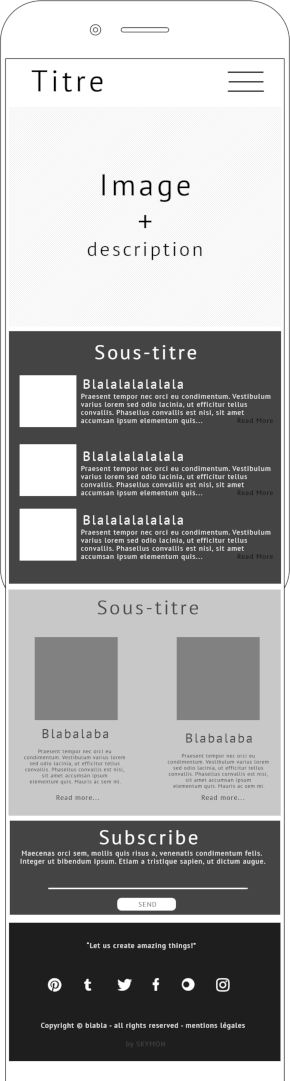 Titre
Image
+
description
Sous-titre
Blalalalalala
Praesent tempor nec orci eu condimentum. Vestibulum
varius lorem sed odio lacinia, ut efficitur tellus
convallis. Phasellus convallis est nisi, sit amet
accumsan ipsum elementum quis...
Read More
Blalalalalala
Praesent tempor nec orci eu condimentum. Vestibulum
varius lorem sed odio lacinia, ut efficitur tellus
convallis. Phasellus convallis est nisi, sit amet
accumsan ipsum elementum quis...
Read More
Blalalalalala
Praesent tempor nec orci eu condimentum. Vestibulum
varius lorem sed odio lacinia, ut efficitur tellus
convallis. Phasellus convallis est nisi, sit amet
accumsan ipsum elementum quis...
Read More
Sous-titre
Blabalaba
Praesent tempor nec orci eu
condimentum. Vestibulum varius lorem
sed odio lacinia, ut efficitur tellus
convallis. Phasellus convallis est nisi,
sit amet accumsan ipsum
elementum quis. Mauris ac sem mi.
Read more...
Blabalaba
Praesent tempor nec orci eu
condimentum. Vestibulum varius lorem
sed odio lacinia, ut efficitur tellus
convallis. Phasellus convallis est nisi,
sit amet accumsan ipsum
elementum quis. Mauris ac sem mi.
Read more...
Subscribe
Maecenas orci sem, mollis quis risus a, venenatis condimentum felis.
Integer ut bibendum ipsum. Etiam a tristique sapien, ut dictum augue.
SEND
"Let us create amazing things!"
Copyright © blabla - all rights reserved - mentions légales
by SKYMON